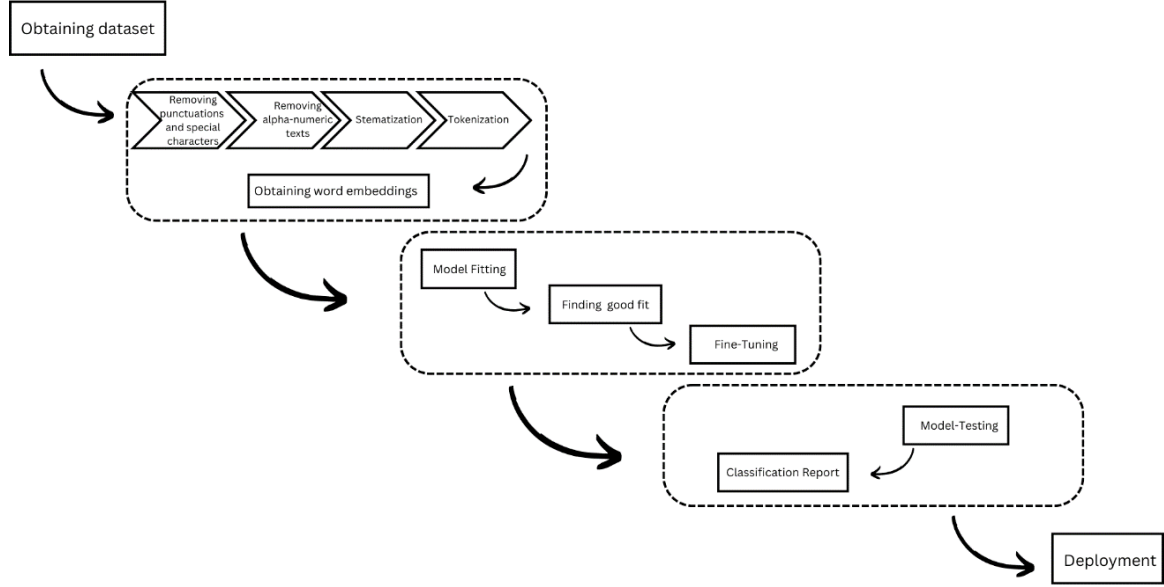 Obtaining dataset
Removing
punctuations
and special
characters
Removing
alpha-numeric
texts
Stematization
Tokenization
Obtaining word embeddings
Model Fitting
Finding good fit
Fine-Tuning
Model-Testing
Classification Report
Deployment